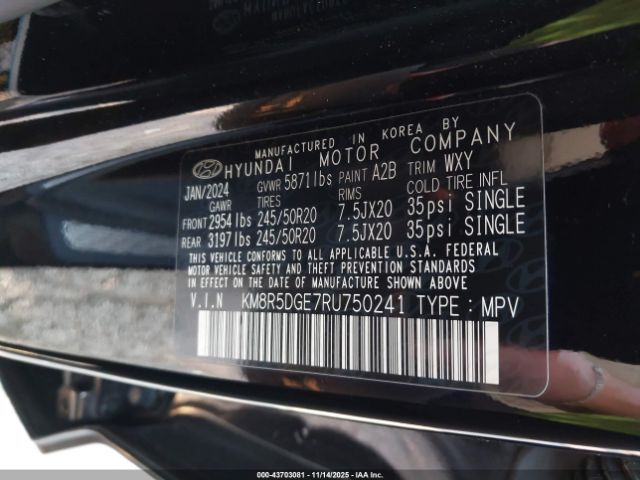 MANUFACTURED IN KOREA BY
HYUNDAI MOTOR COMPANY
JAN/2024 GVWR 5871lbs PAINT A2B TRIM WXY
GAWR TIRES RIMS COLD TIRE INFL
FRONT 2954 lbs 245/50R20 7.5JX20 35psi SINGLE
REAR 3197 lbs 245/50R20 7.5JX20 35psi SINGLE
THIS VEHICLE CONFORMS TO ALL APPLICABLE U.S.A. FEDERAL
MOTOR VEHICLE SAFETY, BUMPER, AND THEFT PREVENTION STANDARDS
IN EFFECT ON THE DATE OF MANUFACTURE SHOWN ABOVE
V.I.N KM8R5DGE7RU750241 TYPE : MPV
000-43703081 - 11/14/2025 - IAAI.COM